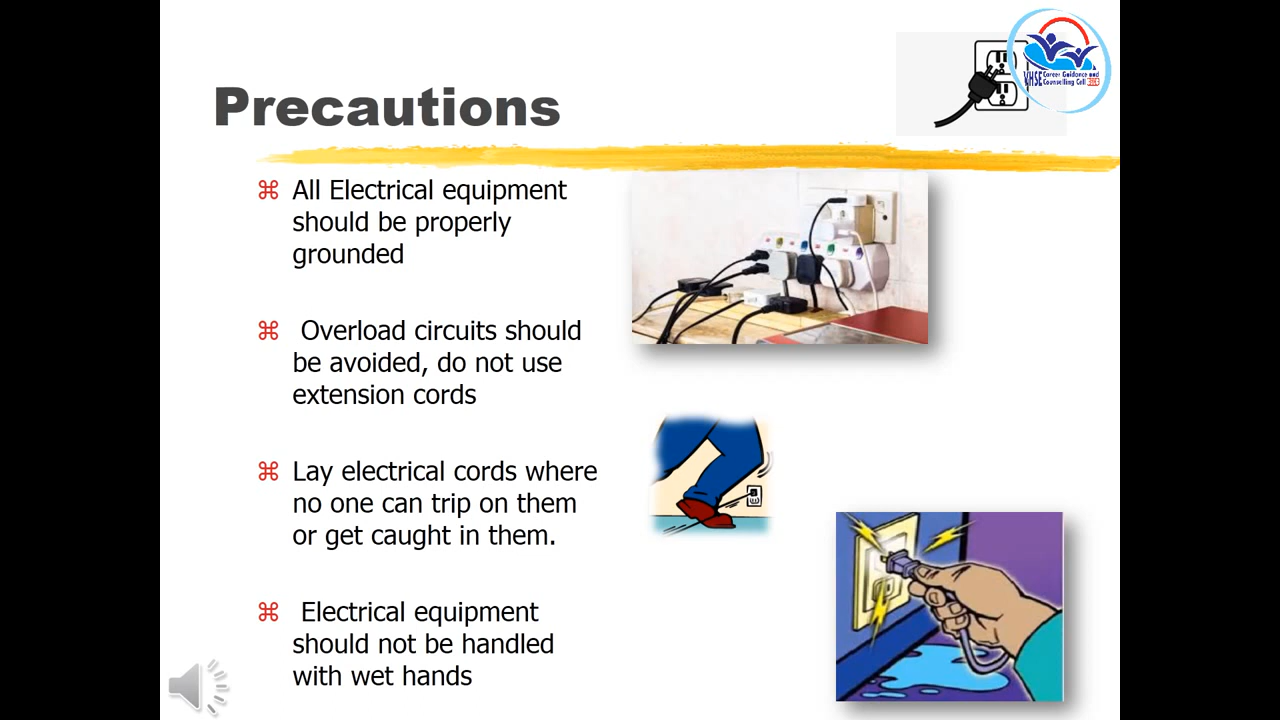 Precautions
VHSE Career Guidance and
Counselling Cell
⌘ All Electrical equipment
should be properly
grounded
⌘ Overload circuits should
be avoided, do not use
extension cords
⌘ Lay electrical cords where
no one can trip on them
or get caught in them.
⌘ Electrical equipment
should not be handled
with wet hands